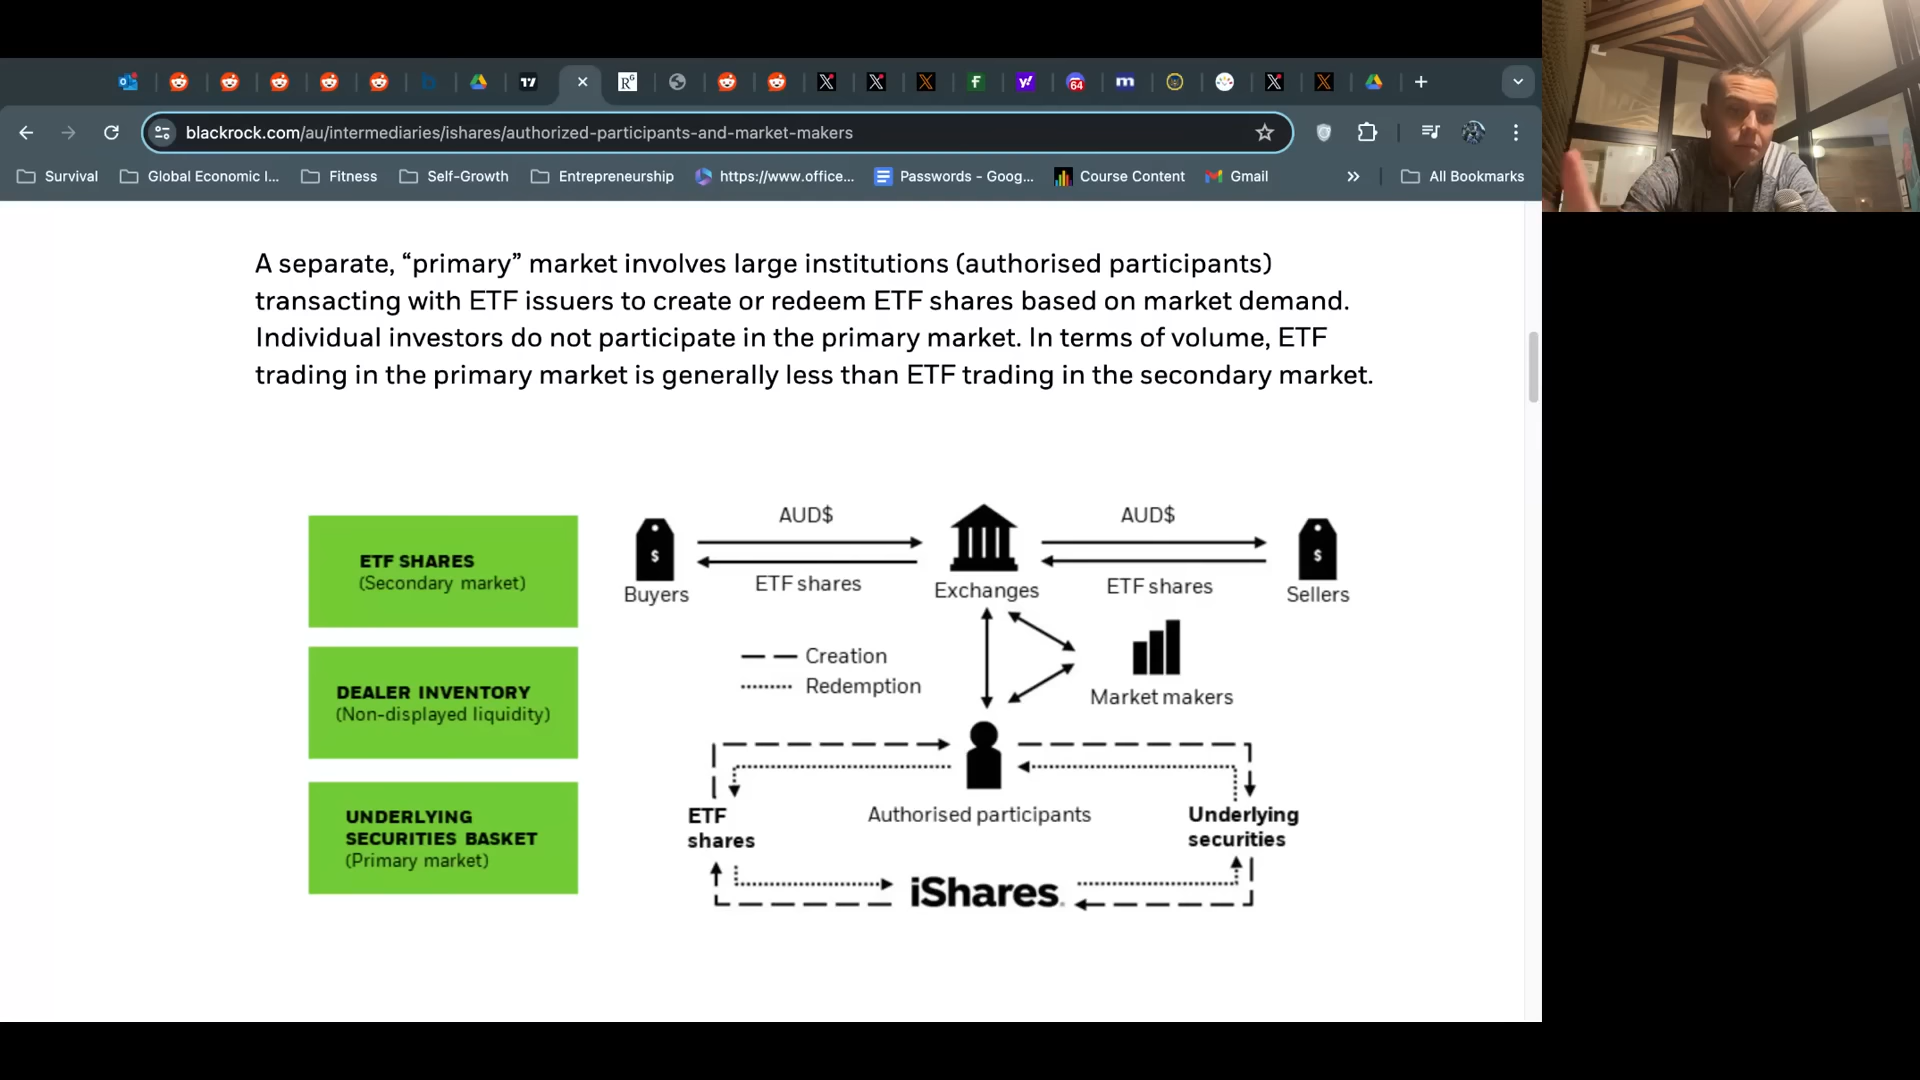 64
blackrock.com/au/intermediaries/ishares/authorized-participants-and-market-makers
Survival
Global Economic I...
Fitness
Self-Growth
Entrepreneurship
https://www.office...
Passwords - Goog...
Course Content
Gmail
All Bookmarks
A separate, “primary” market involves large institutions (authorised participants)
transacting with ETF issuers to create or redeem ETF shares based on market demand.
Individual investors do not participate in the primary market. In terms of volume, ETF
trading in the primary market is generally less than ETF trading in the secondary market.
ETF SHARES
(Secondary market)
DEALER INVENTORY
(Non-displayed liquidity)
UNDERLYING
SECURITIES BASKET
(Primary market)
AUD$
AUD$
$
$
Buyers
ETF shares
Exchanges
ETF shares
Sellers
Creation
Redemption
Market makers
ETF
shares
Authorised participants
Underlying
securities
iShares